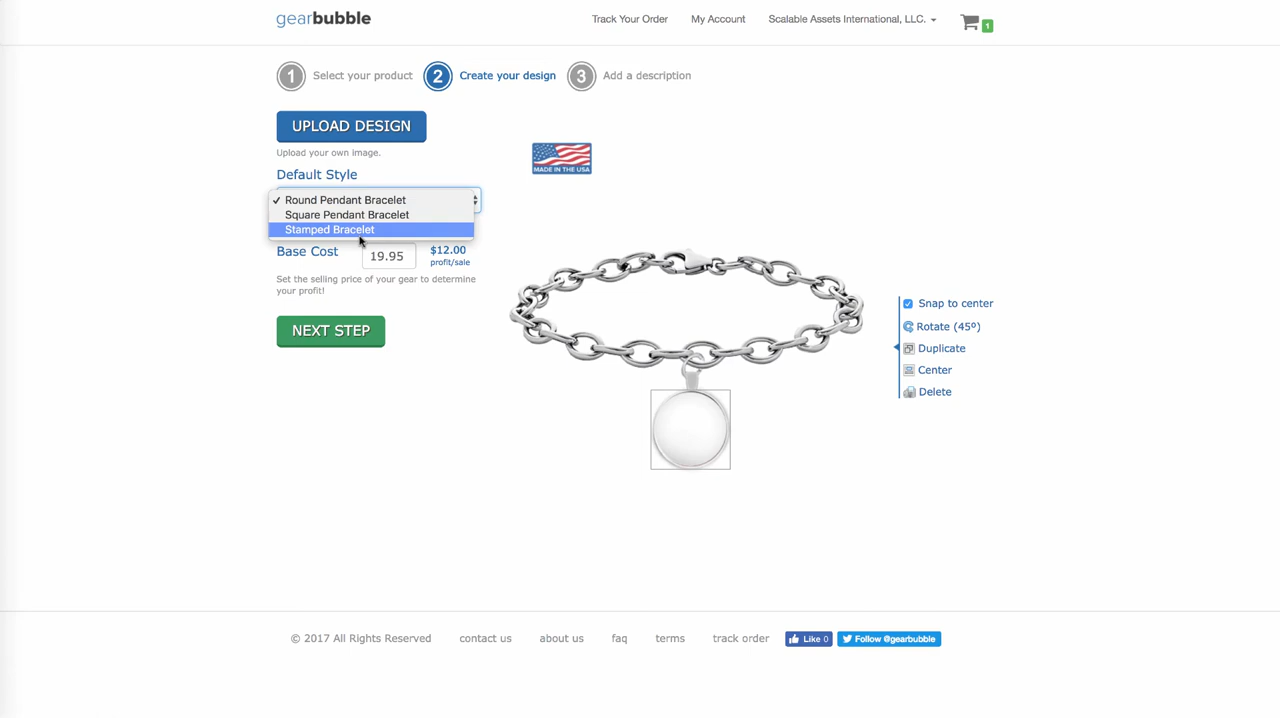 gearbubble
Track Your Order
My Account
Scalable Assets International, LLC.
1
1 Select your product
2 Create your design
3 Add a description
UPLOAD DESIGN
Upload your own image.
Default Style
✓ Round Pendant Bracelet
Square Pendant Bracelet
Stamped Bracelet
Base Cost
19.95
$12.00
profit/sale
Set the selling price of your gear to determine
your profit!
NEXT STEP
MADE IN THE USA
Snap to center
Rotate (45º)
Duplicate
Center
Delete
© 2017 All Rights Reserved
contact us
about us
faq
terms
track order
Like 0
Follow @gearbubble